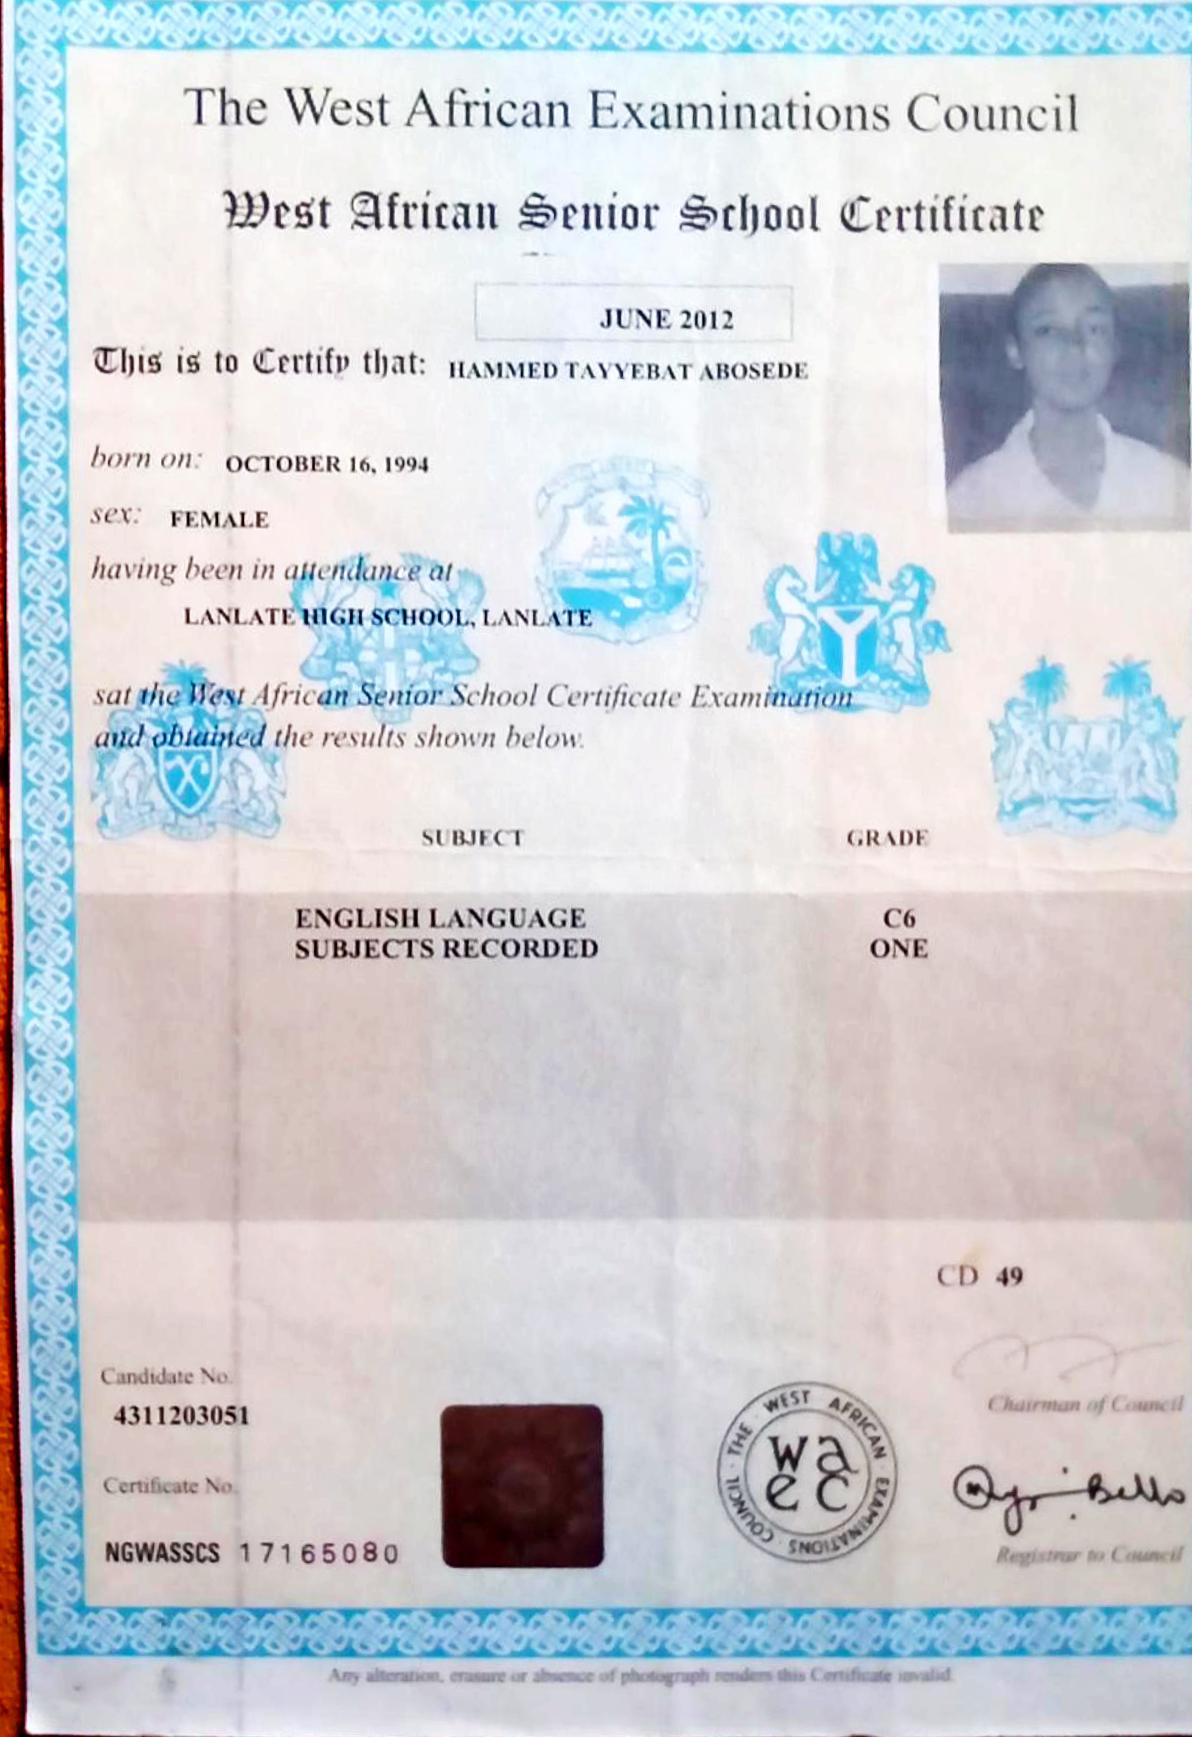 The West African Examinations Council
West African Senior School Certificate
JUNE 2012
This is to Certify that: HAMMED TAYYEBAT ABOSEDE
born on: OCTOBER 16, 1994
sex: FEMALE
having been in attendance at
LANLATE HIGH SCHOOL, LANLATE
sat the West African Senior School Certificate Examination
and obtained the results shown below.
SUBJECT GRADE
ENGLISH LANGUAGE C6
SUBJECTS RECORDED ONE
CD 49
Candidate No.
4311203051
Certificate No.
NGWASSCS 17165080
THE WEST AFRICAN EXAMINATIONS COUNCIL
wa
ec
Chairman of Council
Bello
Registrar to Council
Any alteration, erasure or absence of photograph renders this Certificate invalid.